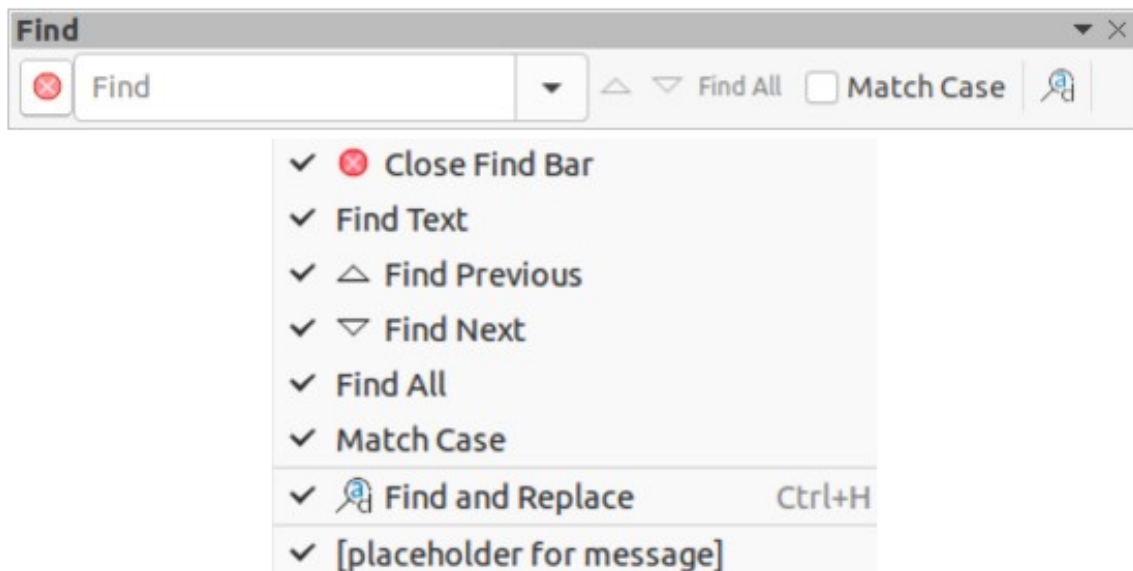 Find
Find Find All Match Case
Close Find Bar
Find Text
Find Previous
Find Next
Find All
Match Case
Find and Replace Ctrl+H
[placeholder for message]